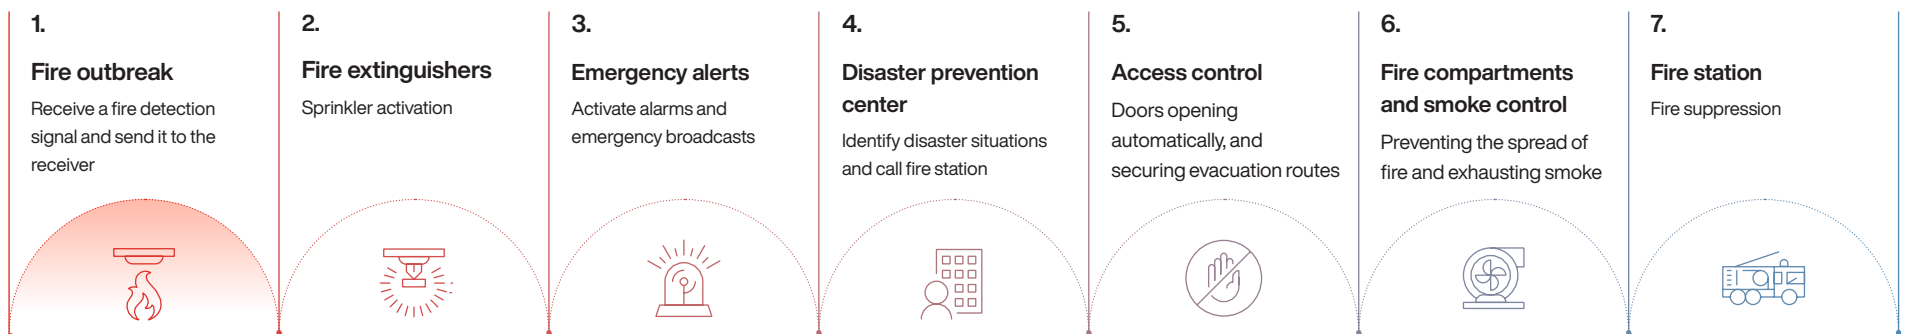 1.
Fire outbreak
Receive a fire detection
signal and send it to the
receiver
2.
Fire extinguishers
Sprinkler activation
3.
Emergency alerts
Activate alarms and
emergency broadcasts
4.
Disaster prevention
center
Identify disaster situations
and call fire station
5.
Access control
Doors opening
automatically, and
securing evacuation routes
6.
Fire compartments
and smoke control
Preventing the spread of
fire and exhausting smoke
7.
Fire station
Fire suppression